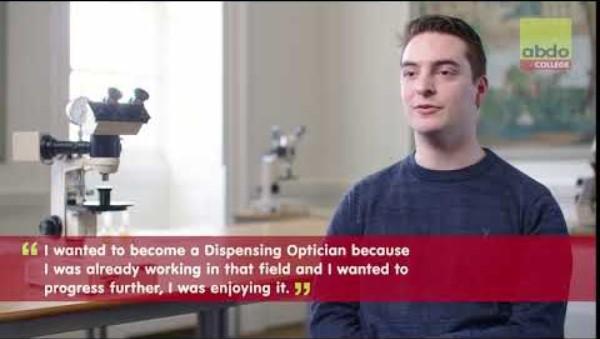 abdo
COLLEGE
“ I wanted to become a Dispensing Optician because
I was already working in that field and I wanted to
progress further, I was enjoying it. ”